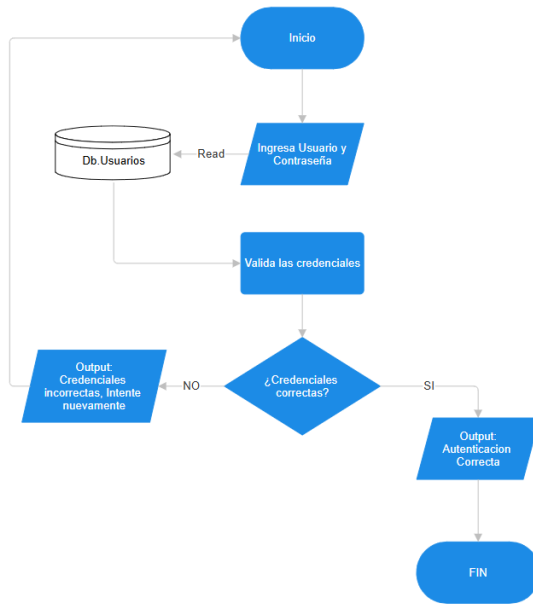 Inicio
Ingresa Usuario y
Contraseña
Read
Db.Usuarios
Valida las credenciales
¿Credenciales
correctas?
NO
SI
Output:
Credenciales
incorrectas, Intente
nuevamente
Output:
Autenticacion
Correcta
FIN